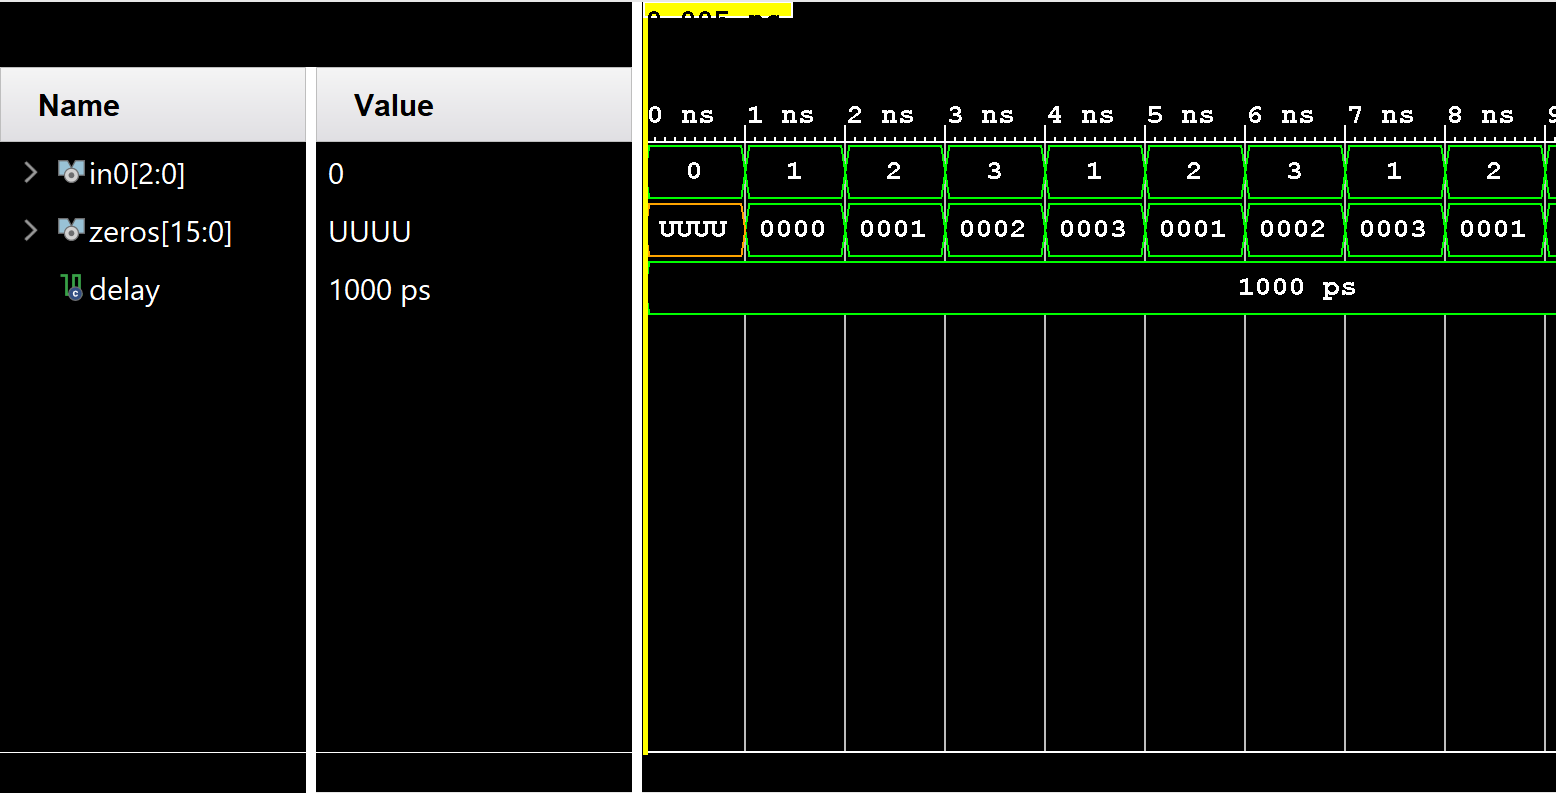 Name Value 0 ns 1 ns 2 ns 3 ns 4 ns 5 ns 6 ns 7 ns 8 ns
in0[2:0] 0 0 1 2 3 1 2 3 1 2
zeros[15:0] UUUU UUUU 0000 0001 0002 0003 0001 0002 0003 0001
delay 1000 ps 1000 ps